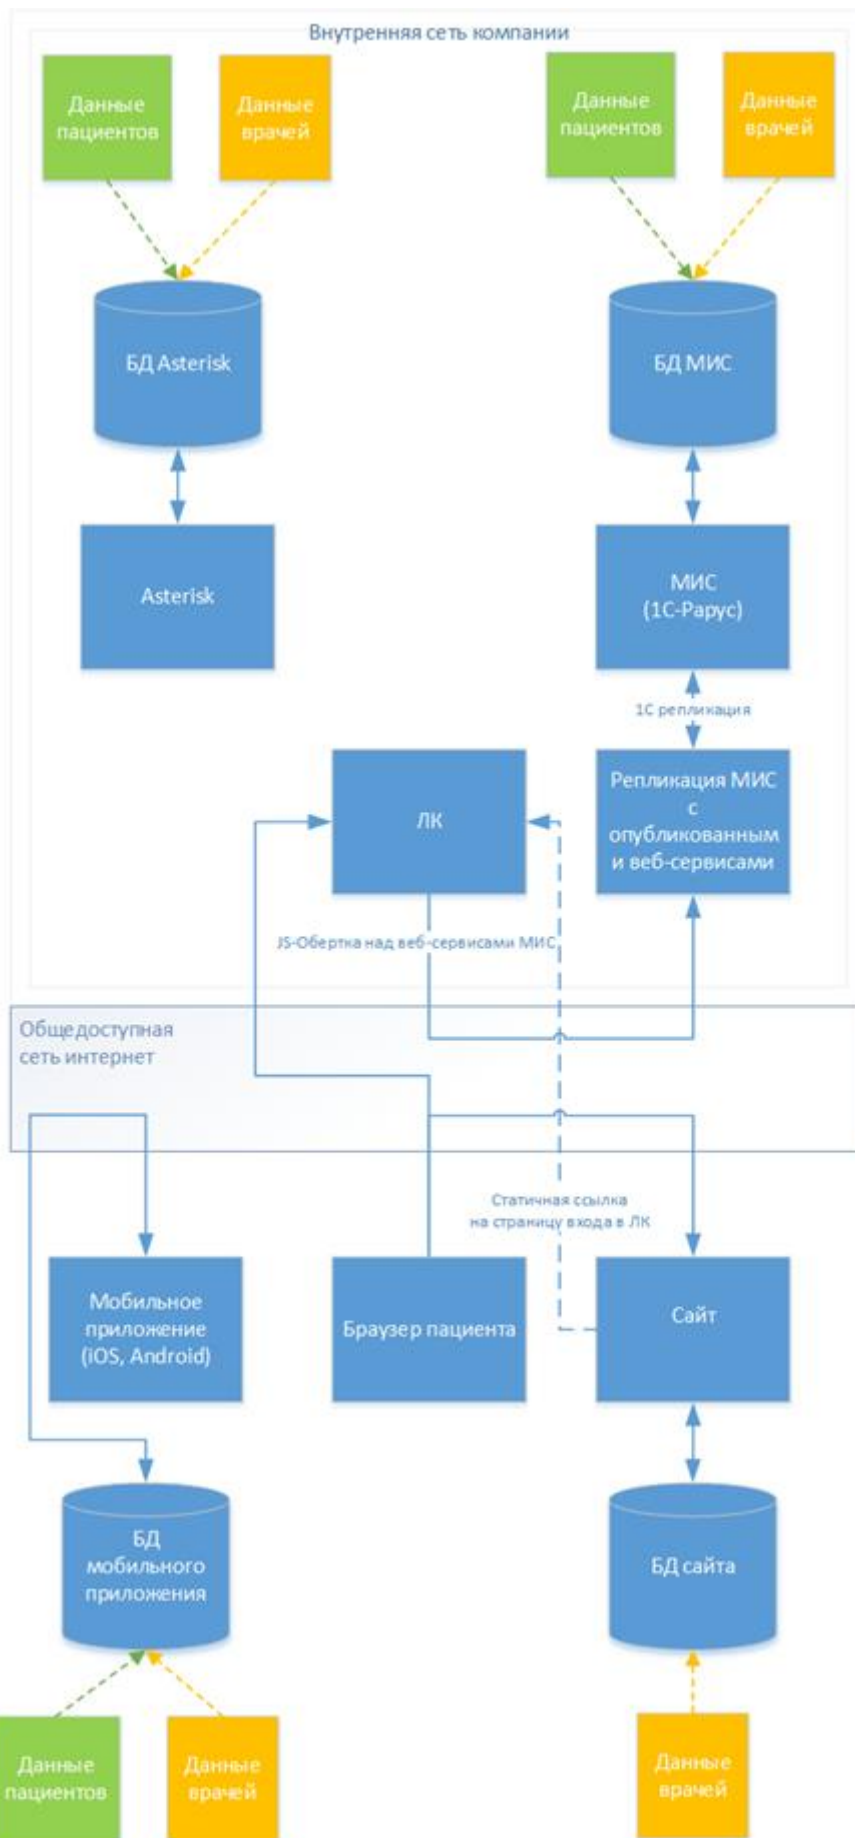 Внутренняя сеть компании
Данные
пациентов
Данные
врачей
Данные
пациентов
Данные
врачей
БД Asterisk
БД МИС
Asterisk
МИС
(1С-Рарус)
1С репликация
ЛК
Репликация МИС
с
опубликованным
и веб-сервисами
JS-Обертка над веб-сервисами МИС
Общедоступная
сеть интернет
Статичная ссылка
на страницу входа в ЛК
Мобильное
приложение
(iOS, Android)
Браузер пациента
Сайт
БД
мобильного
приложения
БД сайта
Данные
пациентов
Данные
врачей
Данные
врачей